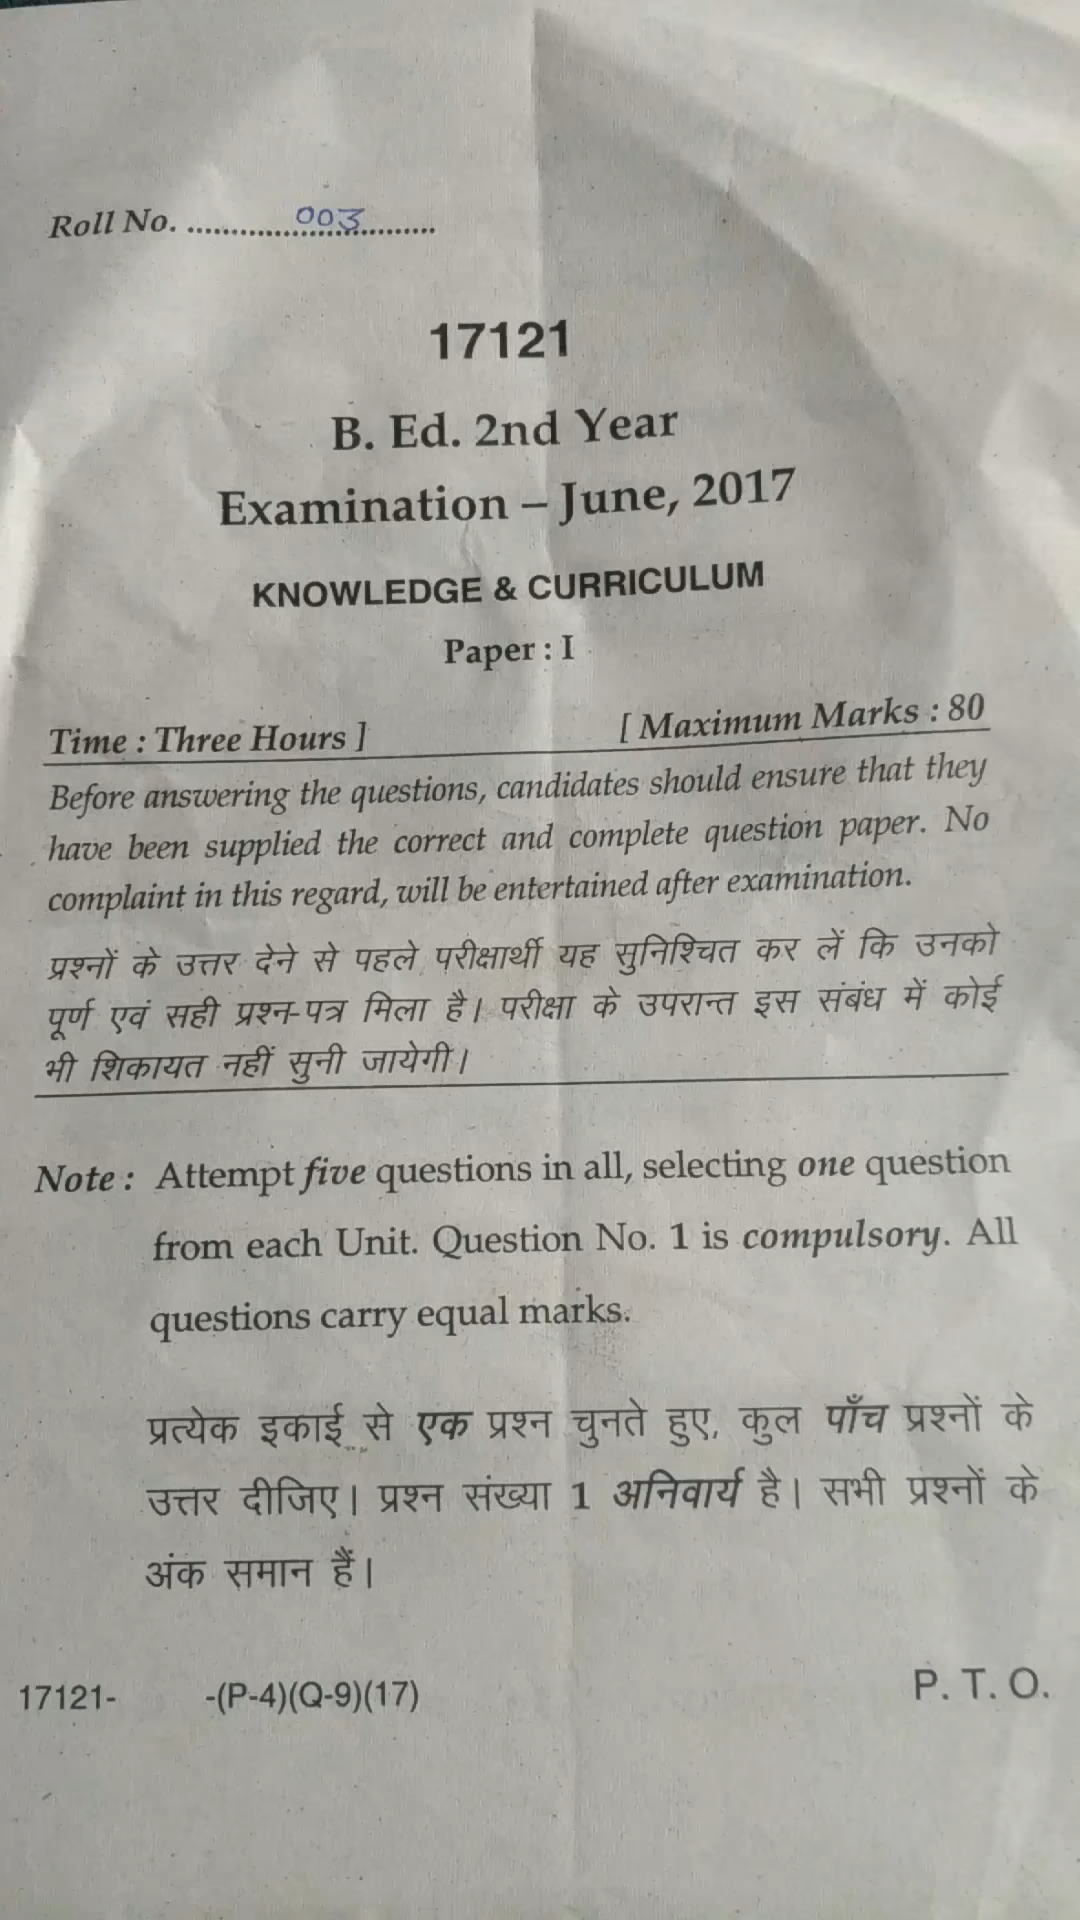 Roll No. ............003............
17121
B. Ed. 2nd Year
Examination – June, 2017
KNOWLEDGE & CURRICULUM
Paper : I
Time : Three Hours ] [ Maximum Marks : 80
Before answering the questions, candidates should ensure that they
have been supplied the correct and complete question paper. No
complaint in this regard, will be entertained after examination.
प्रश्नों के उत्तर देने से पहले परीक्षार्थी यह सुनिश्चित कर लें कि उनको
पूर्ण एवं सही प्रश्न-पत्र मिला है। परीक्षा के उपरान्त इस संबंध में कोई
भी शिकायत नहीं सुनी जायेगी।
Note : Attempt five questions in all, selecting one question
from each Unit. Question No. 1 is compulsory. All
questions carry equal marks.
प्रत्येक इकाई से एक प्रश्न चुनते हुए, कुल पाँच प्रश्नों के
उत्तर दीजिए। प्रश्न संख्या 1 अनिवार्य है। सभी प्रश्नों के
अंक समान हैं।
17121- -(P-4)(Q-9)(17) P. T. O.